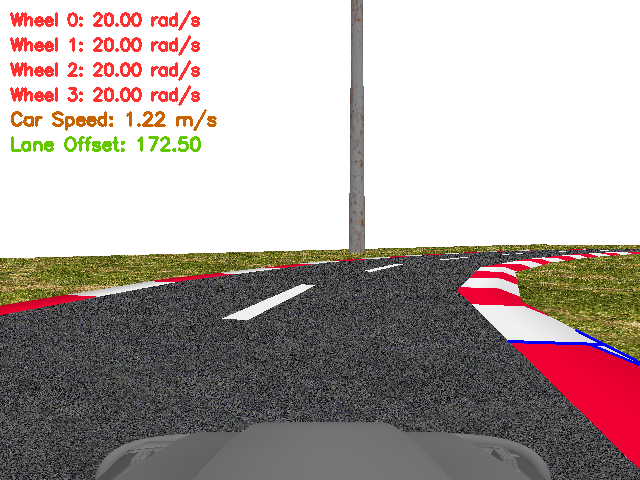 Wheel 0: 20.00 rad/s
Wheel 1: 20.00 rad/s
Wheel 2: 20.00 rad/s
Wheel 3: 20.00 rad/s
Car Speed: 1.22 m/s
Lane Offset: 172.50